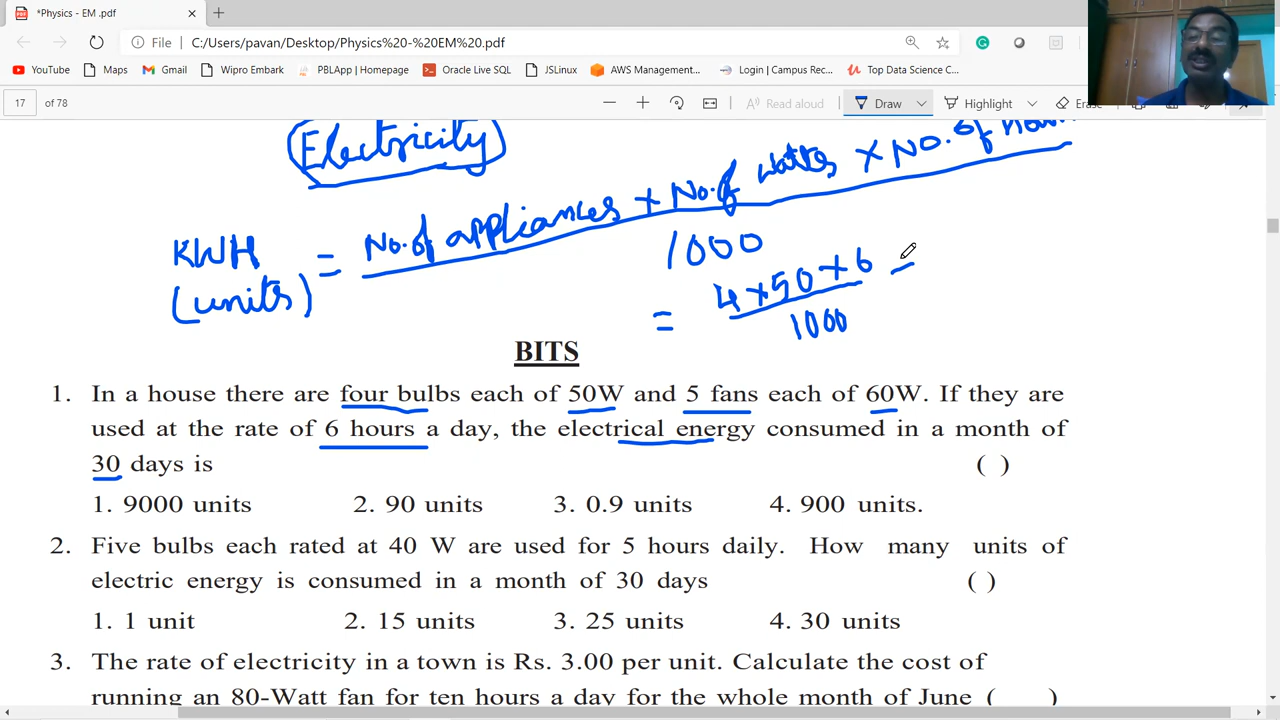 *Physics - EM .pdf
File C:/Users/pavan/Desktop/Physics%20-%20EM%20.pdf
YouTube Maps Gmail Wipro Embark PBLApp | Homepage Oracle Live SQL JSLinux AWS Management... Login | Campus Rec... Top Data Science C...
17 of 78 Read aloud Draw Highlight Erase
Electricity
KWH (units) = No. of appliances × No. of watts × No. of hours
1000
= 4 × 50 × 6 =
1000
BITS
1. In a house there are four bulbs each of 50W and 5 fans each of 60W. If they are
used at the rate of 6 hours a day, the electrical energy consumed in a month of
30 days is ( )
1. 9000 units 2. 90 units 3. 0.9 units 4. 900 units.
2. Five bulbs each rated at 40 W are used for 5 hours daily. How many units of
electric energy is consumed in a month of 30 days ( )
1. 1 unit 2. 15 units 3. 25 units 4. 30 units
3. The rate of electricity in a town is Rs. 3.00 per unit. Calculate the cost of
running an 80-Watt fan for ten hours a day for the whole month of June ( )